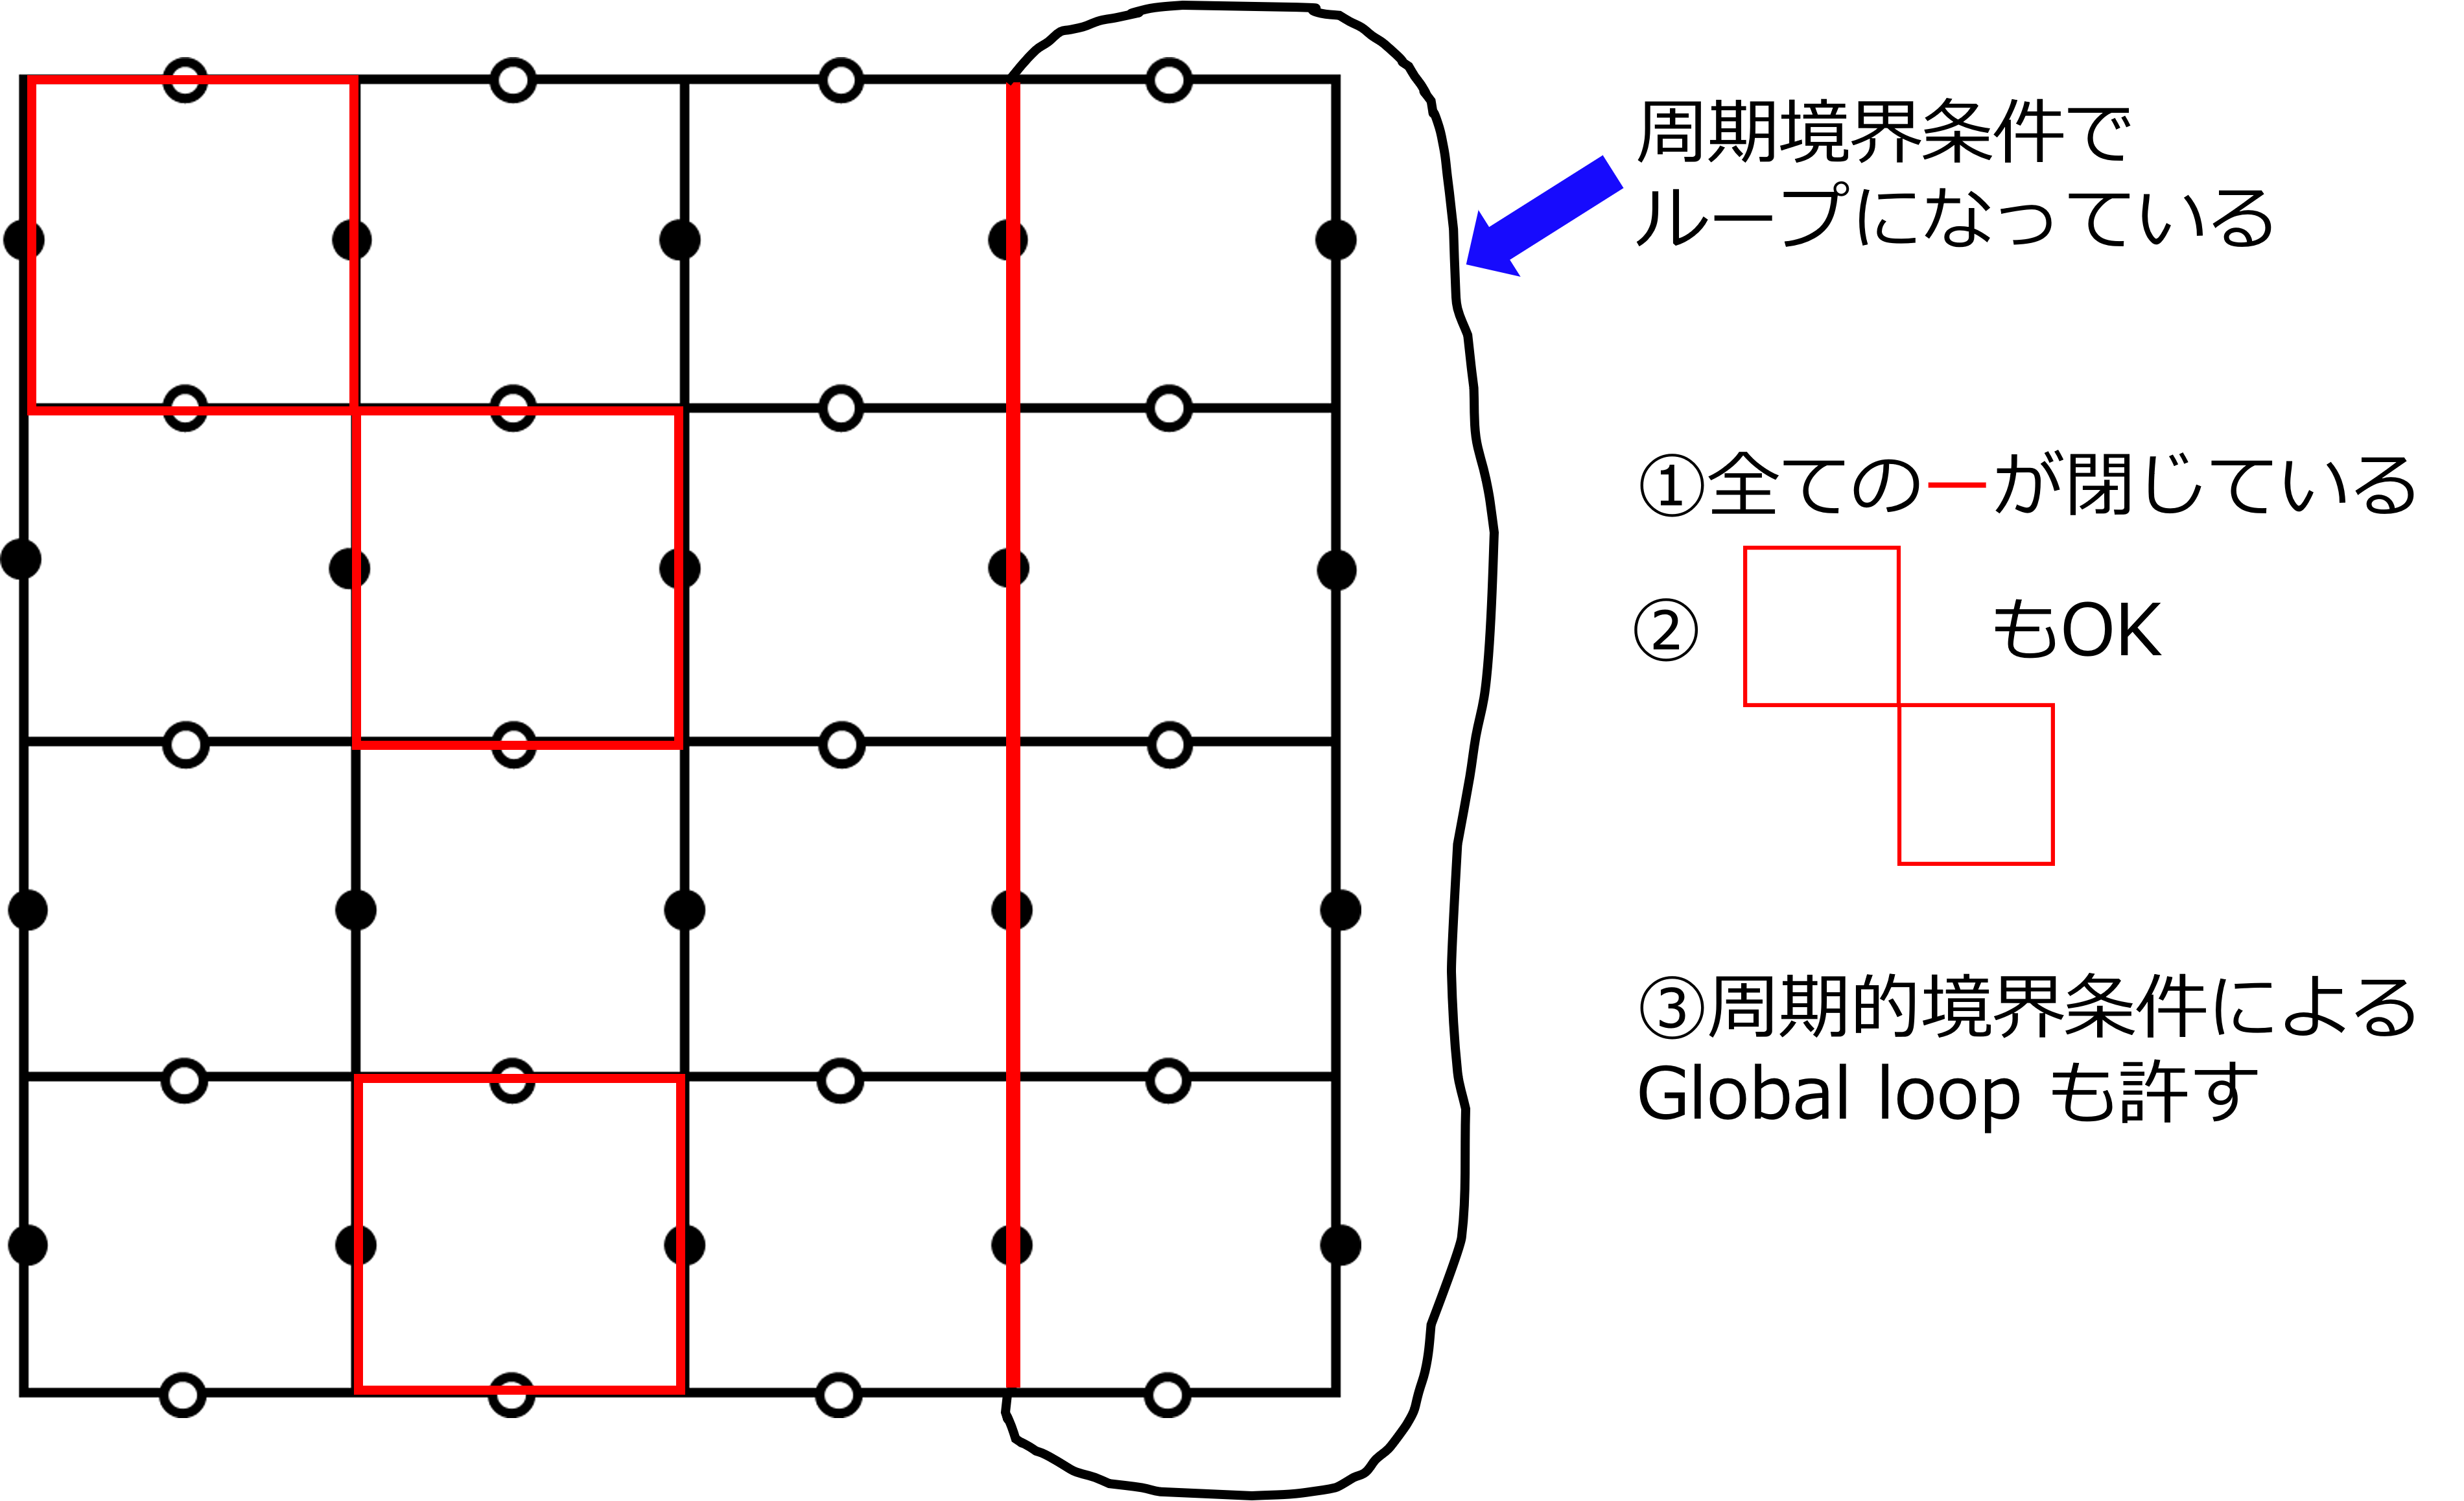 周期境界条件で
ループになっている
①全てのーが閉じている
② もOK
③周期的境界条件による
Global loop も許す